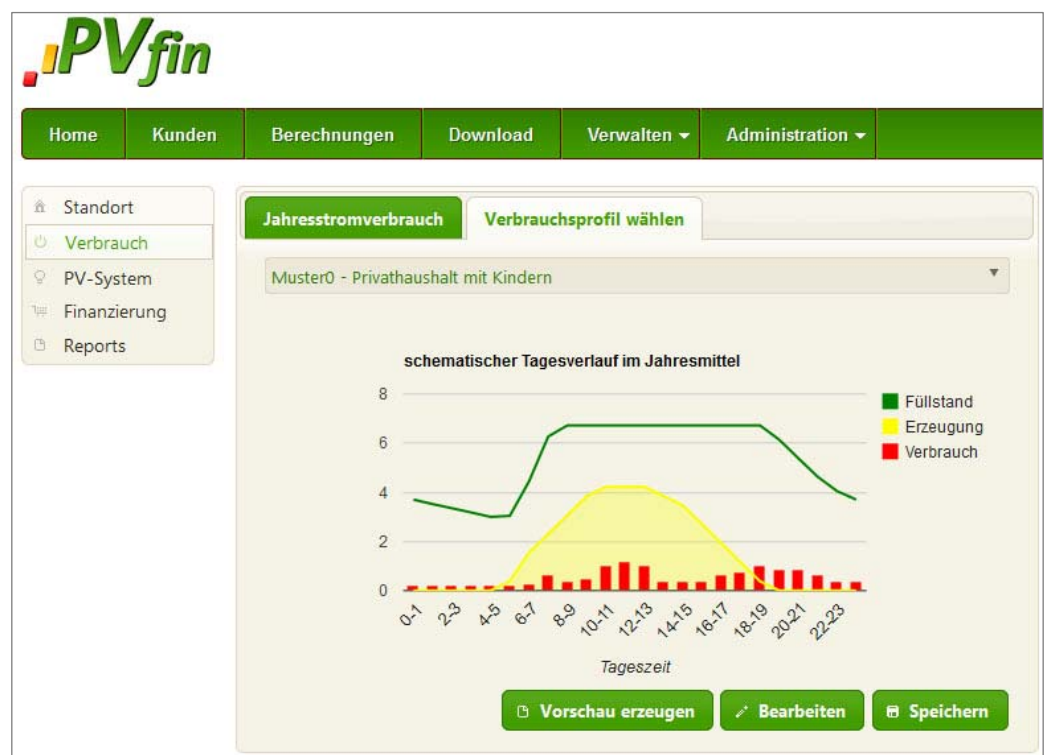 PVfin
Home Kunden Berechnungen Download Verwalten Administration
Standort
Verbrauch
PV-System
Finanzierung
Reports
Jahresstromverbrauch Verbrauchsprofil wählen
Muster0 - Privathaushalt mit Kindern
schematischer Tagesverlauf im Jahresmittel
8
6
4
2
0
0-1 2-3 4-5 6-7 8-9 10-11 12-13 14-15 16-17 18-19 20-21 22-23
Tageszeit
Füllstand
Erzeugung
Verbrauch
Vorschau erzeugen Bearbeiten Speichern